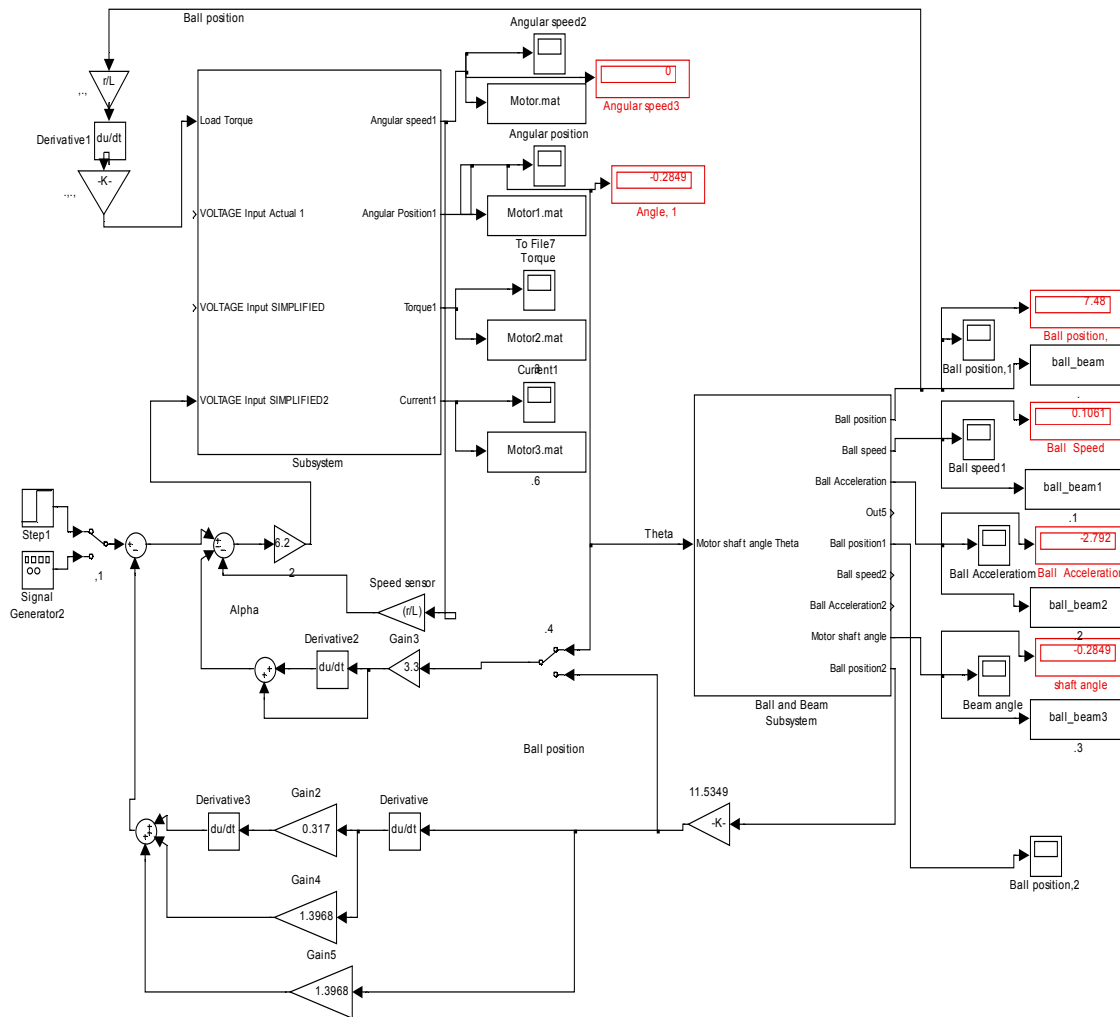 Ball position
r/L
,.,
Derivative1
du/dt
-K-
.,.,
Load Torque
VOLTAGE Input Actual 1
VOLTAGE Input SIMPLIFIED
VOLTAGE Input SIMPLIFIED2
Angular speed1
Angular Position1
Torque1
Current1
Subsystem
Angular speed2
Motor.mat
0
Angular speed3
Angular position
Motor1.mat
-0.2849
Angle, 1
To File7
Torque
Motor2.mat
Current1
Motor3.mat
.6
Step1
Signal
Generator2
,1
6.2
2
Speed sensor
(r/L)
Alpha
Derivative2
du/dt
Gain3
3.3
.4
Ball position
Theta
Motor shaft angle Theta
Ball position
Ball speed
Ball Acceleration
Out5
Ball position1
Ball speed2
Ball Acceleration2
Motor shaft angle
Ball position2
Ball and Beam
Subsystem
7.48
Ball position,
Ball position,1
ball_beam
.
0.1061
Ball Speed
Ball speed1
ball_beam1
.1
-2.792
Ball Acceleration
Ball Accelerationm
ball_beam2
.2
-0.2849
shaft angle
Beam angle
ball_beam3
.3
11.5349
-K-
Ball position,2
Derivative3
du/dt
Gain2
0.317
Derivative
du/dt
Gain4
1.3968
Gain5
1.3968